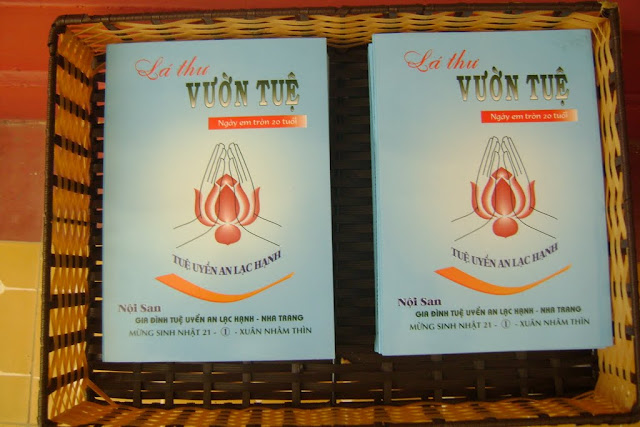 Lá thư
VƯỜN TUỆ
Ngày em tròn 20 tuổi
TUỆ UYỂN AN LẠC HẠNH
Nội San
GIA ĐÌNH TUỆ UYỂN AN LẠC HẠNH - NHA TRANG
MỪNG SINH NHẬT 21 - 1 - XUÂN NHÂM THÌN
Lá thư
VƯỜN TUỆ
Ngày em tròn 20 tuổi
TUỆ UYỂN AN LẠC HẠNH
Nội San
GIA ĐÌNH TUỆ UYỂN AN LẠC HẠNH - NHA TRANG
MỪNG SINH NHẬT 21 - 1 - XUÂN NHÂM THÌN